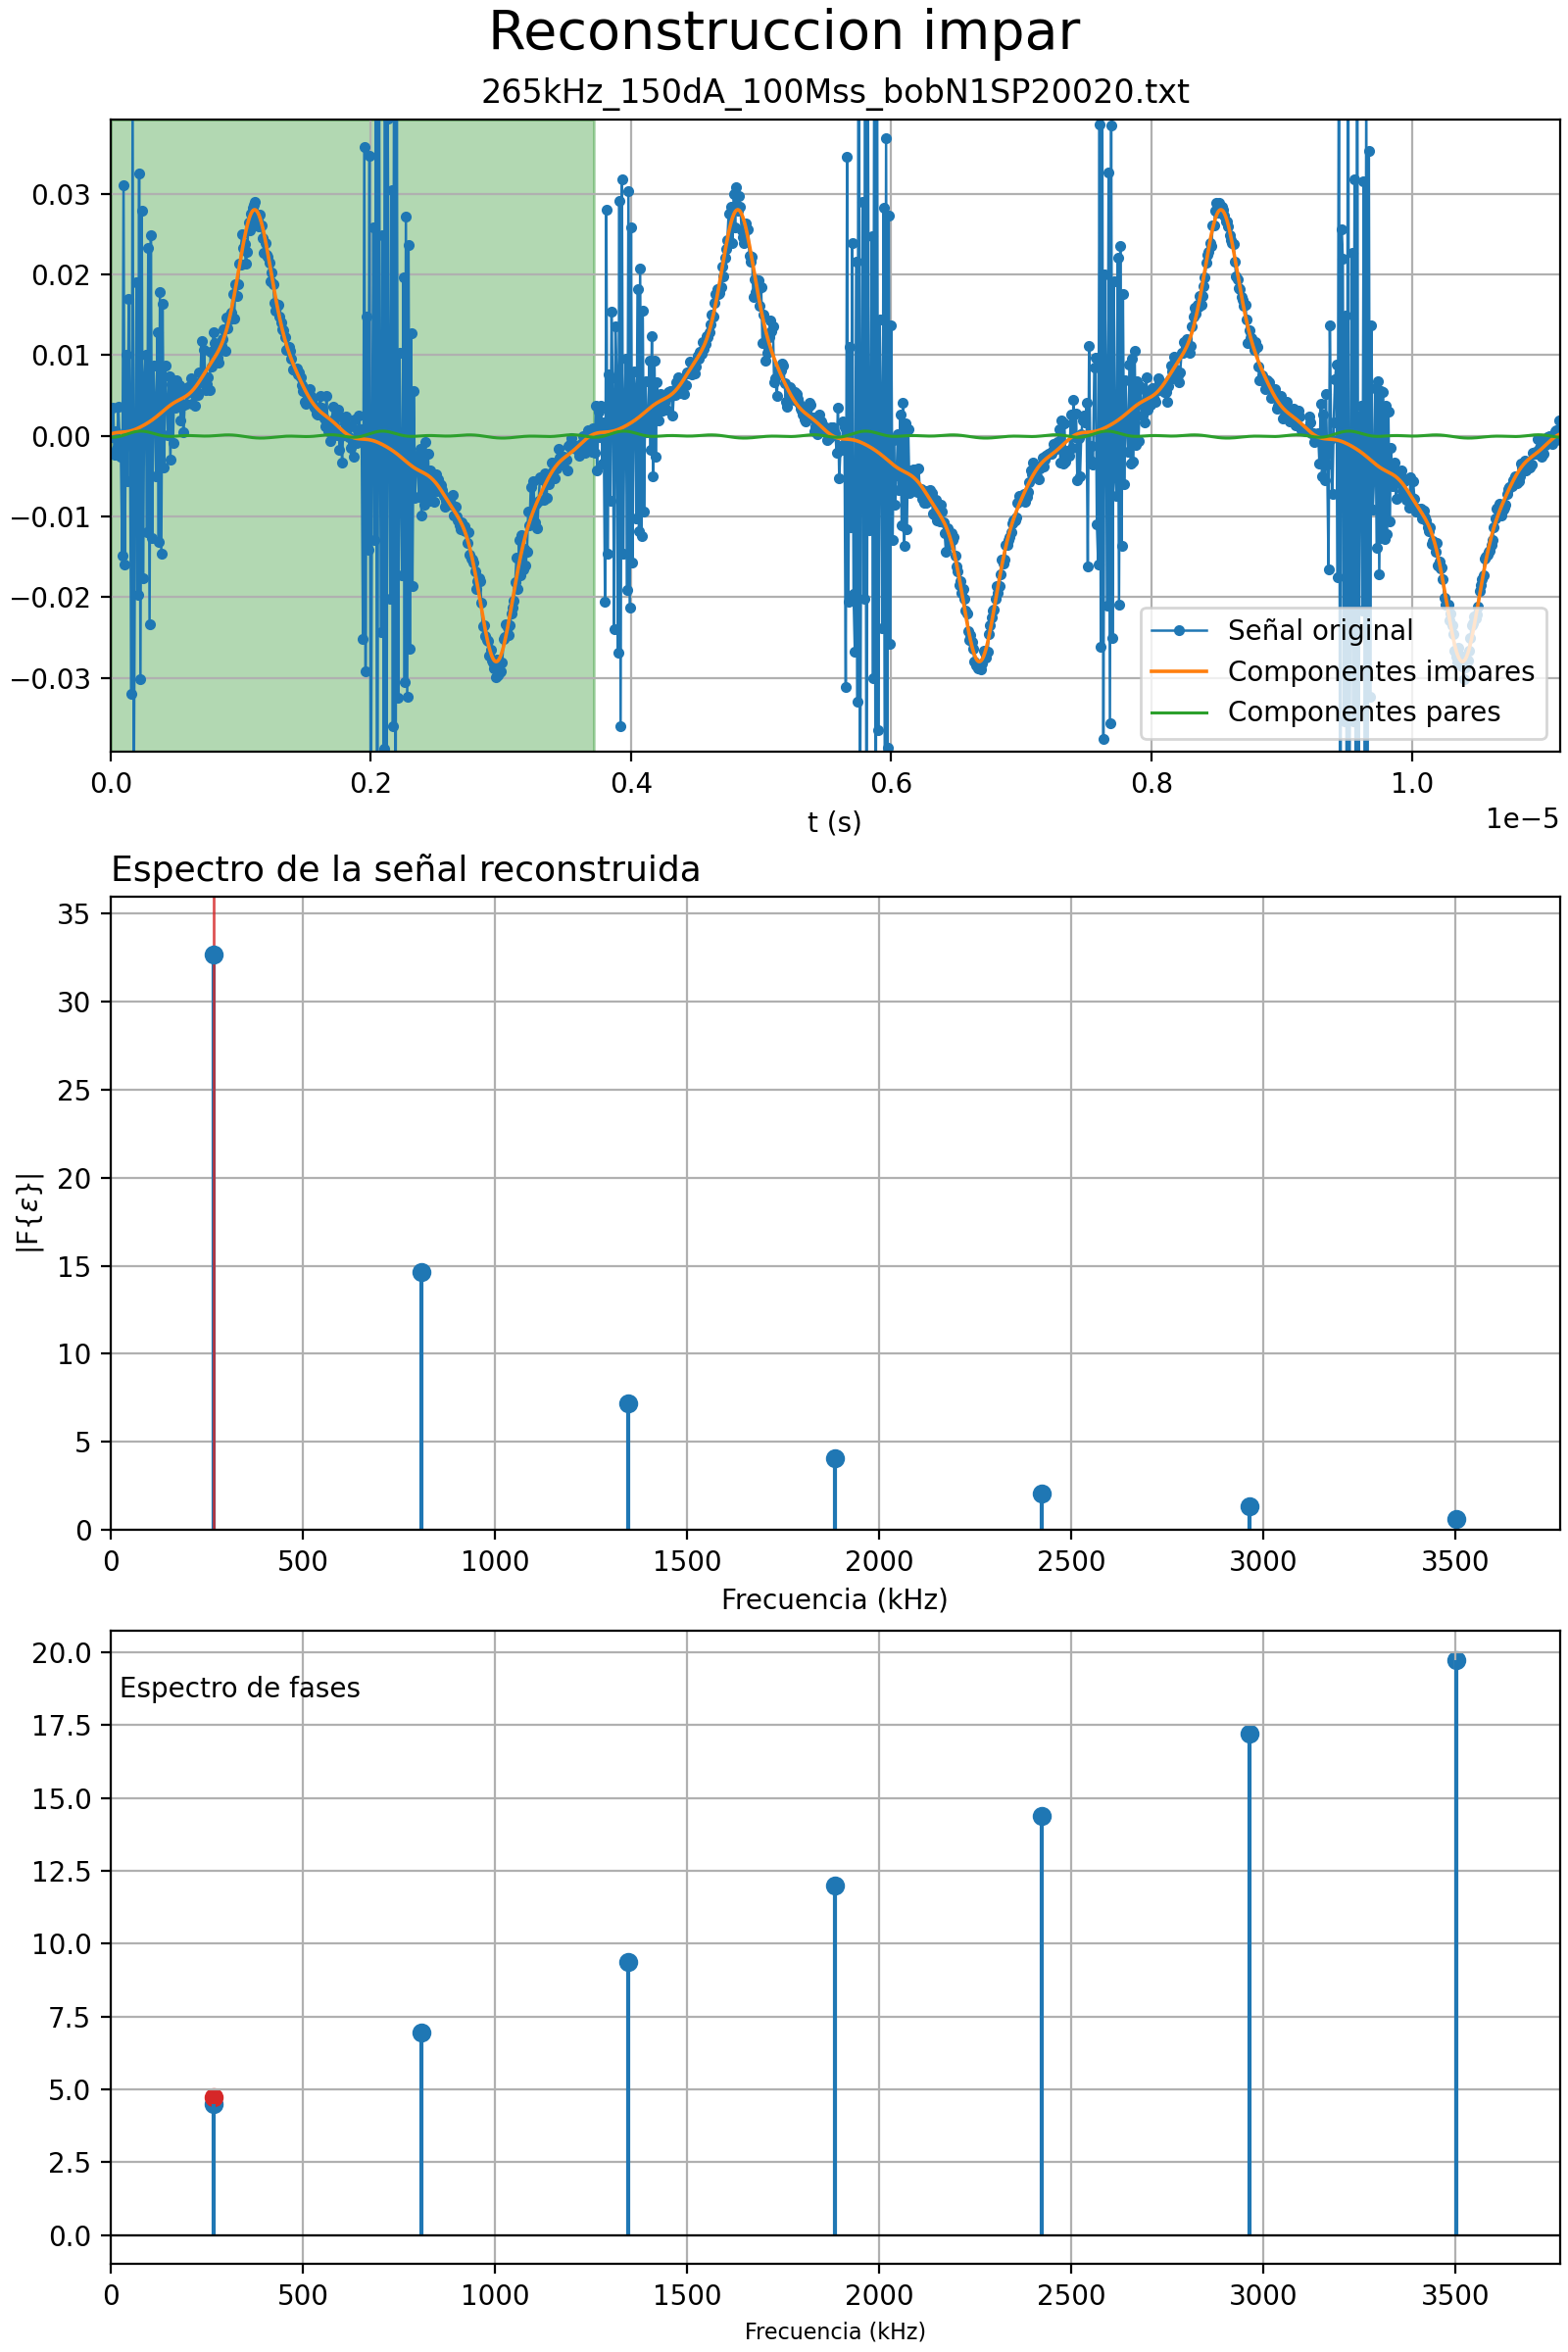 Reconstruccion impar
265kHz_150dA_100Mss_bobN1SP20020.txt
0.03
0.02
0.01
0.00
−0.01
−0.02
−0.03
Señal original
Componentes impares
Componentes pares
0.0 0.2 0.4 0.6 0.8 1.0
1e−5
t (s)
Espectro de la señal reconstruida
35
30
25
20
15
10
5
0
|F{ε}|
0 500 1000 1500 2000 2500 3000 3500
Frecuencia (kHz)
20.0
Espectro de fases
17.5
15.0
12.5
10.0
7.5
5.0
2.5
0.0
0 500 1000 1500 2000 2500 3000 3500
Frecuencia (kHz)